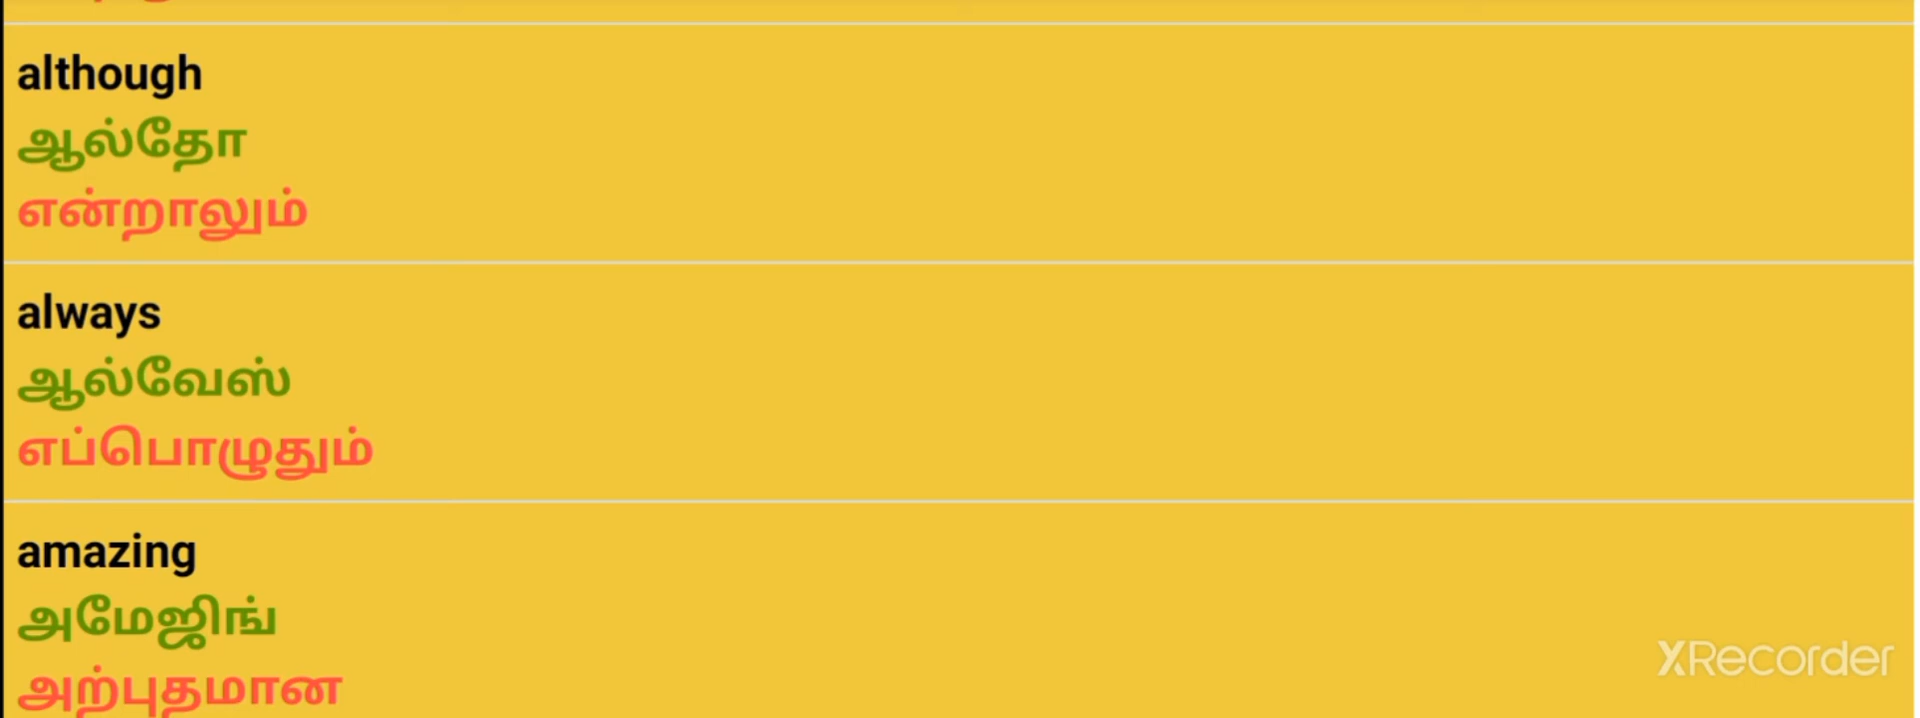 although
ஆல்தோ
என்றாலும்
always
ஆல்வேஸ்
எப்பொழுதும்
amazing
அமேஜிங்
அற்புதமான
XRecorder